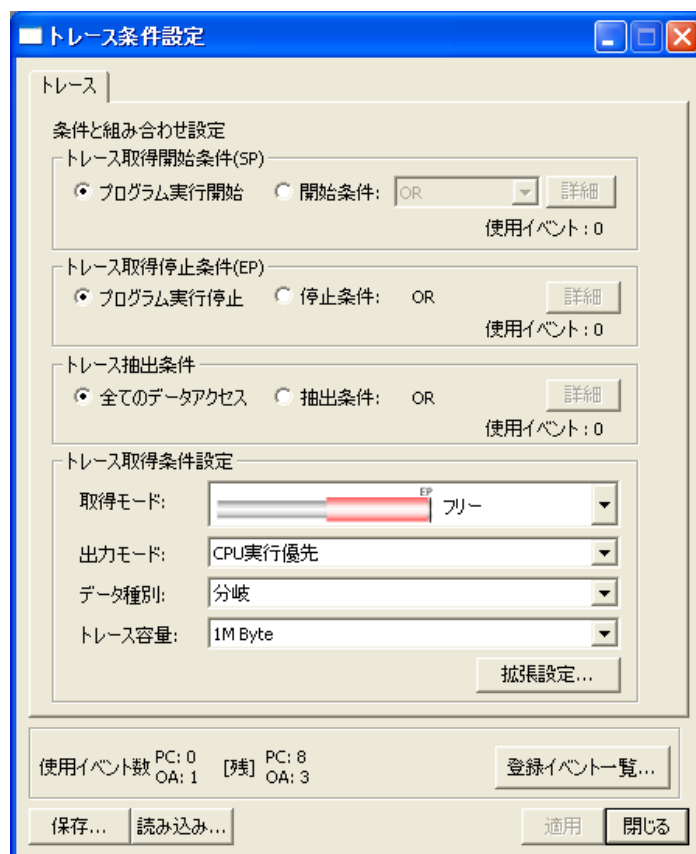 トレース条件設定
トレース
条件と組み合わせ設定
トレース取得開始条件(SP)
プログラム実行開始 開始条件: OR 詳細
使用イベント : 0
トレース取得停止条件(EP)
プログラム実行停止 停止条件: OR 詳細
使用イベント : 0
トレース抽出条件
全てのデータアクセス 抽出条件: OR 詳細
使用イベント : 0
トレース取得条件設定
取得モード: EP フリー
出力モード: CPU実行優先
データ種別: 分岐
トレース容量: 1M Byte
拡張設定...
使用イベント数 PC: 0 [残] PC: 8
OA: 1 OA: 3
登録イベント一覧...
保存... 読み込み... 適用 閉じる